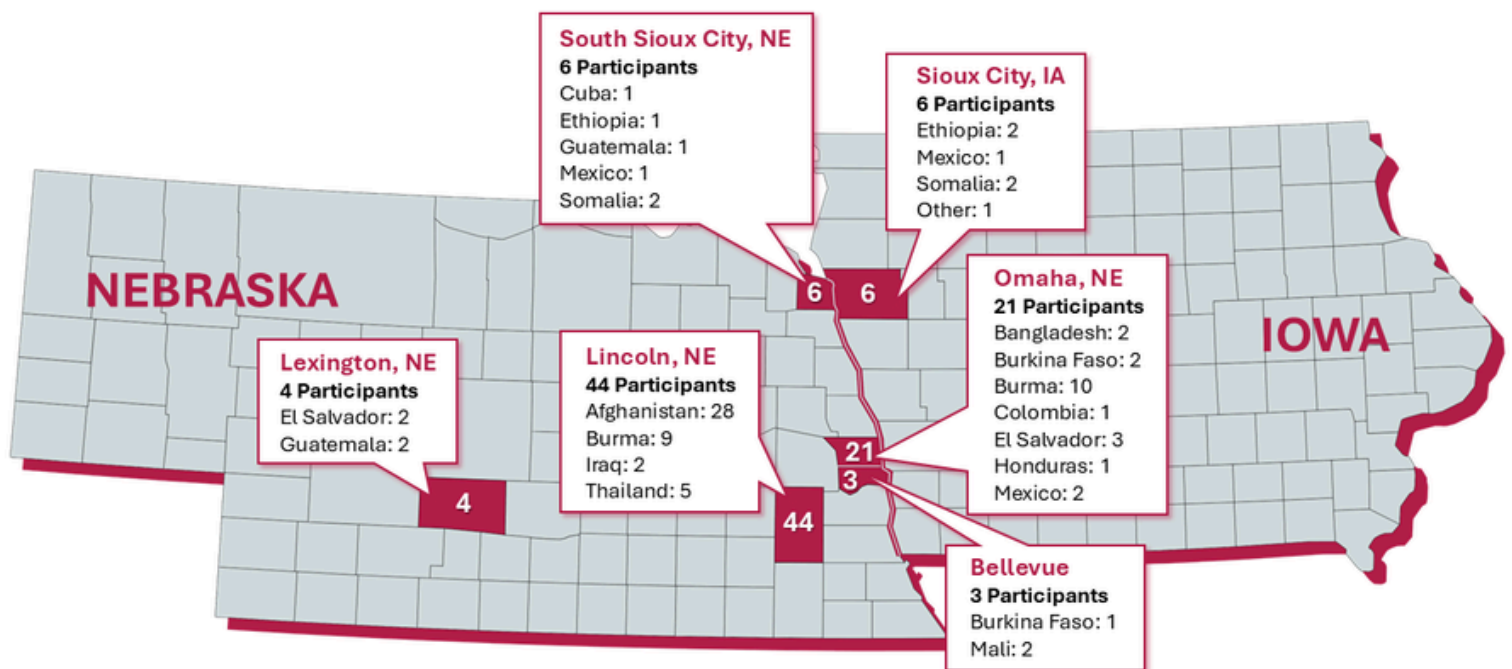 South Sioux City, NE
6 Participants
Cuba: 1
Ethiopia: 1
Guatemala: 1
Mexico: 1
Somalia: 2
Sioux City, IA
6 Participants
Ethiopia: 2
Mexico: 1
Somalia: 2
Other: 1
NEBRASKA
6
6
Omaha, NE
21 Participants
Bangladesh: 2
Burkina Faso: 2
Burma: 10
Colombia: 1
El Salvador: 3
Honduras: 1
Mexico: 2
IOWA
Lexington, NE
4 Participants
El Salvador: 2
Guatemala: 2
Lincoln, NE
44 Participants
Afghanistan: 28
Burma: 9
Iraq: 2
Thailand: 5
21
3
4
44
Bellevue
3 Participants
Burkina Faso: 1
Mali: 2